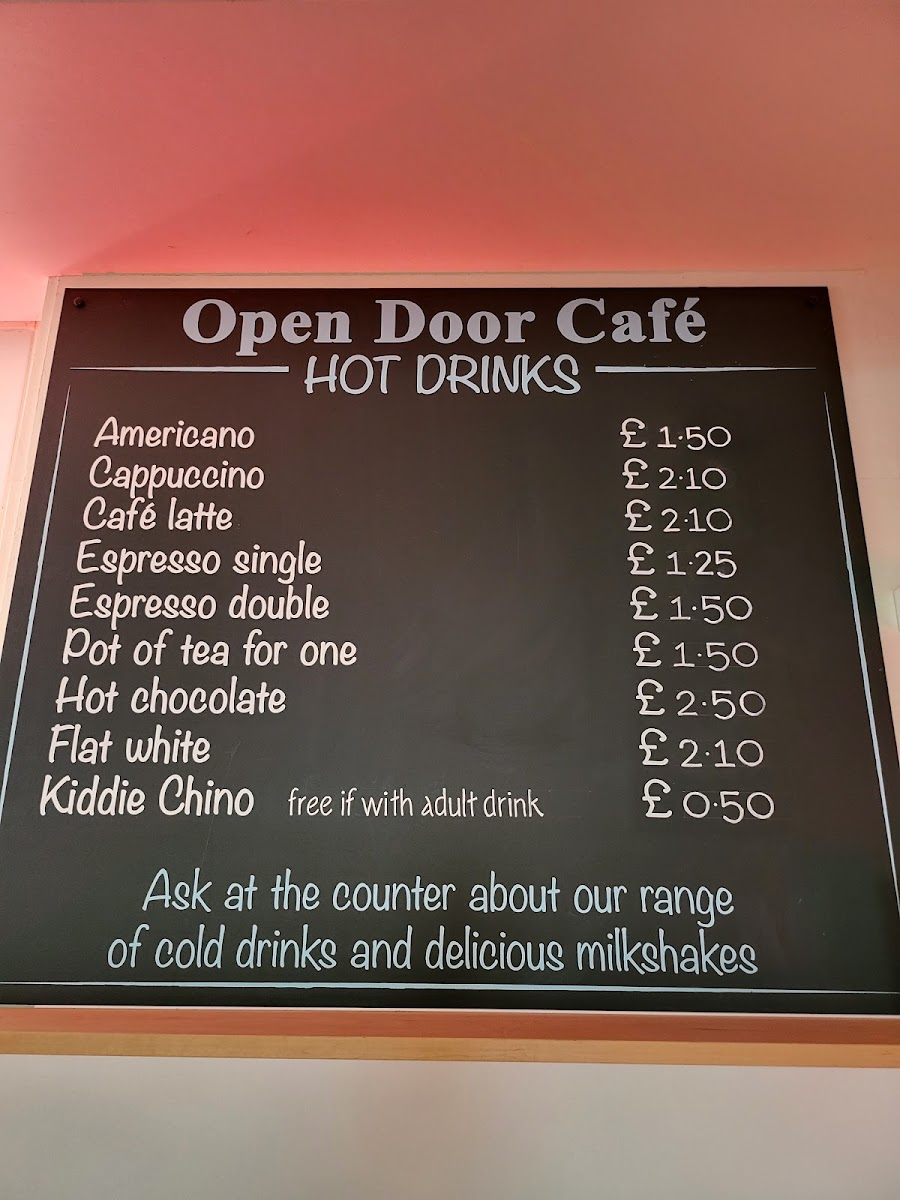 Open Door Café
HOT DRINKS
Americano £ 1.50
Cappuccino £ 2.10
Café latte £ 2.10
Espresso single £ 1.25
Espresso double £ 1.50
Pot of tea for one £ 1.50
Hot chocolate £ 2.50
Flat white £ 2.10
Kiddie Chino free if with adult drink £ 0.50
Ask at the counter about our range
of cold drinks and delicious milkshakes